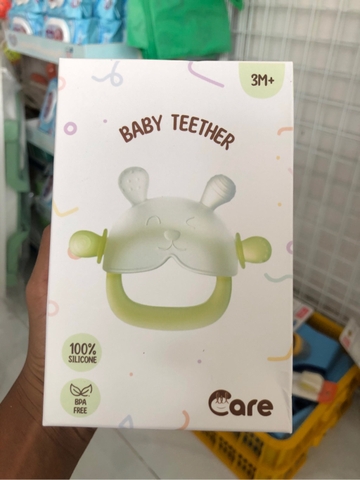 3M+
BABY TEETHER
100%
SILICONE
BPA
FREE
Care